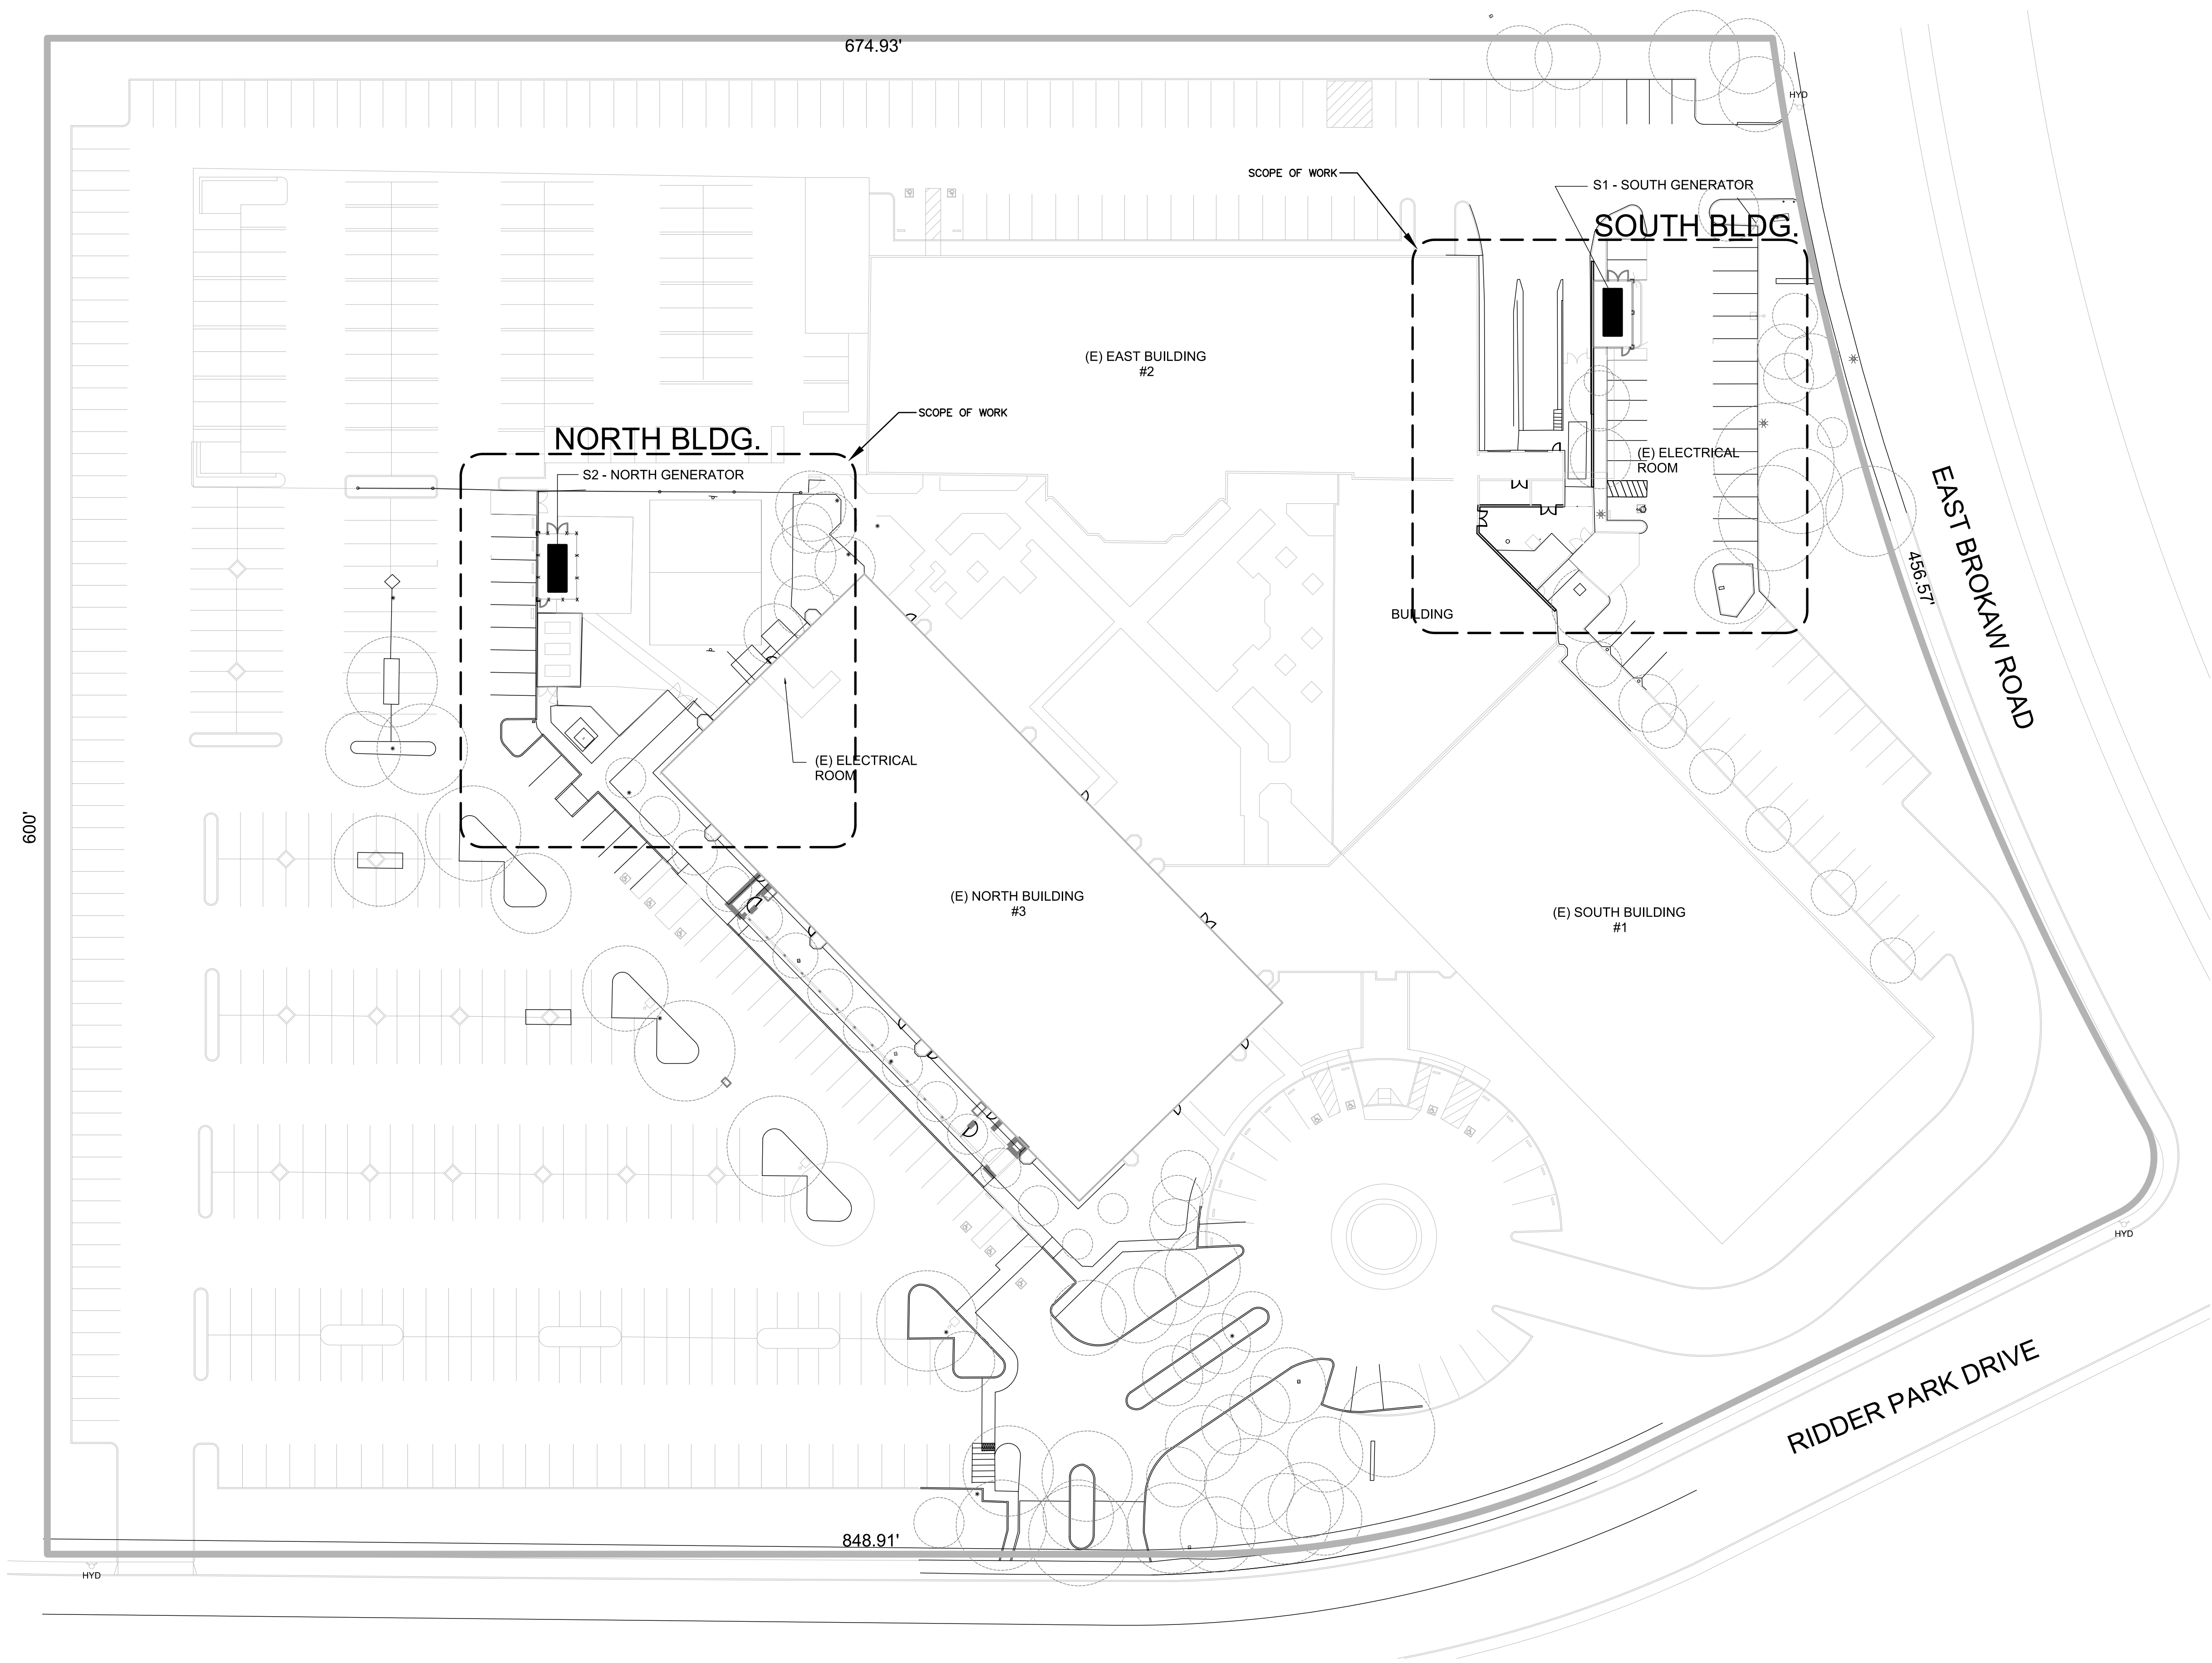 674.93'
HYD
SCOPE OF WORK
S1 - SOUTH GENERATOR
SOUTH BLDG.
(E) EAST BUILDING
#2
SCOPE OF WORK
NORTH BLDG.
S2 - NORTH GENERATOR
(E) ELECTRICAL
ROOM
EAST BROKAW ROAD
456.57'
BUILDING
(E) ELECTRICAL
ROOM
600'
(E) NORTH BUILDING
#3
(E) SOUTH BUILDING
#1
HYD
RIDDER PARK DRIVE
848.91'
HYD